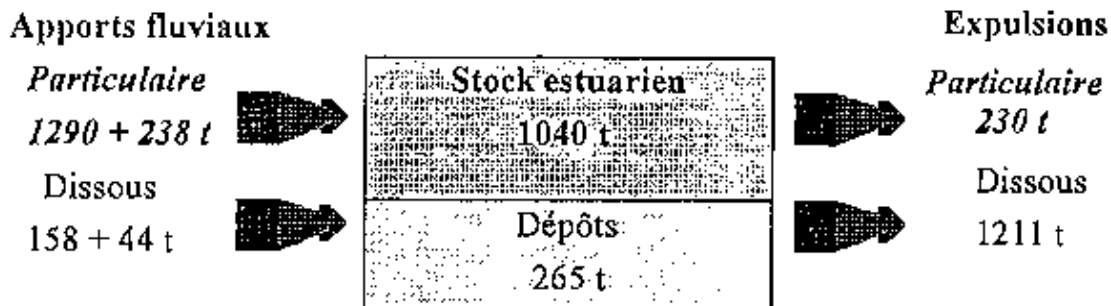 Apports fluviaux
Particulaire
1290 + 238 t
Dissous
158 + 44 t
Stock estuarien
1040 t
Dépôts
265 t
Expulsions
Particulaire
230 t
Dissous
1211 t